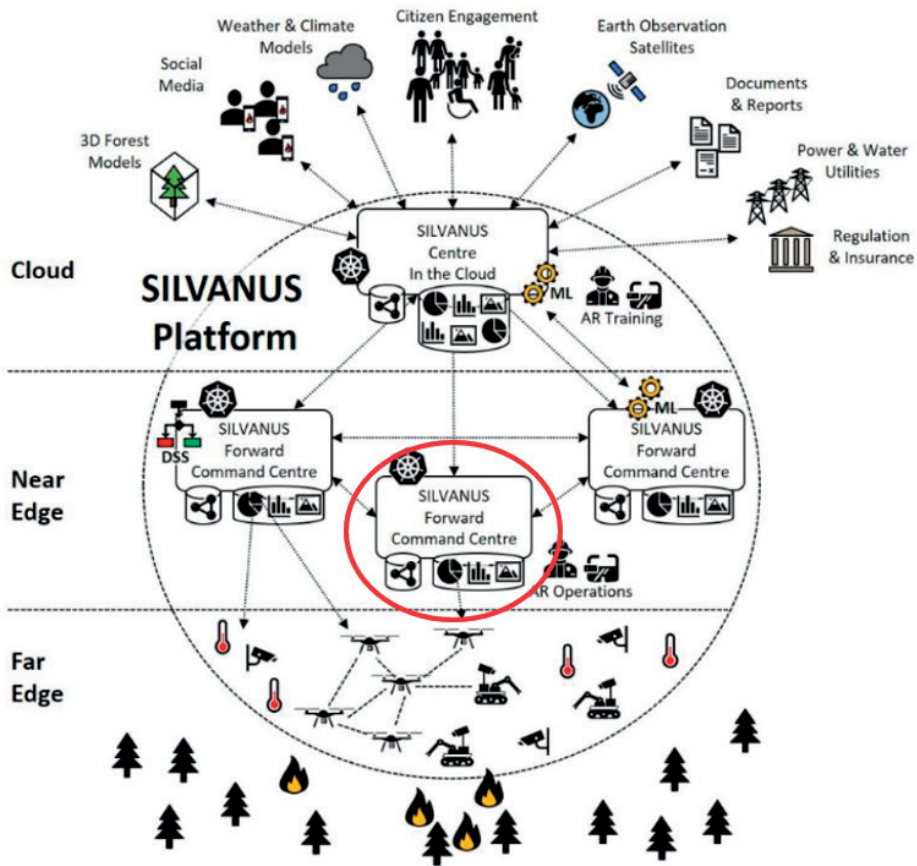 Citizen Engagement
Weather & Climate
Models
Earth Observation
Satellites
Social
Media
Documents
& Reports
3D Forest
Models
Power & Water
Utilities
Regulation
& Insurance
SILVANUS
Centre
In the Cloud
Cloud
SILVANUS
Platform
ML
AR Training
ML
SILVANUS
Forward
Command Centre
DSS
SILVANUS
Forward
Command Centre
Near
Edge
SILVANUS
Forward
Command Centre
AR Operations
Far
Edge